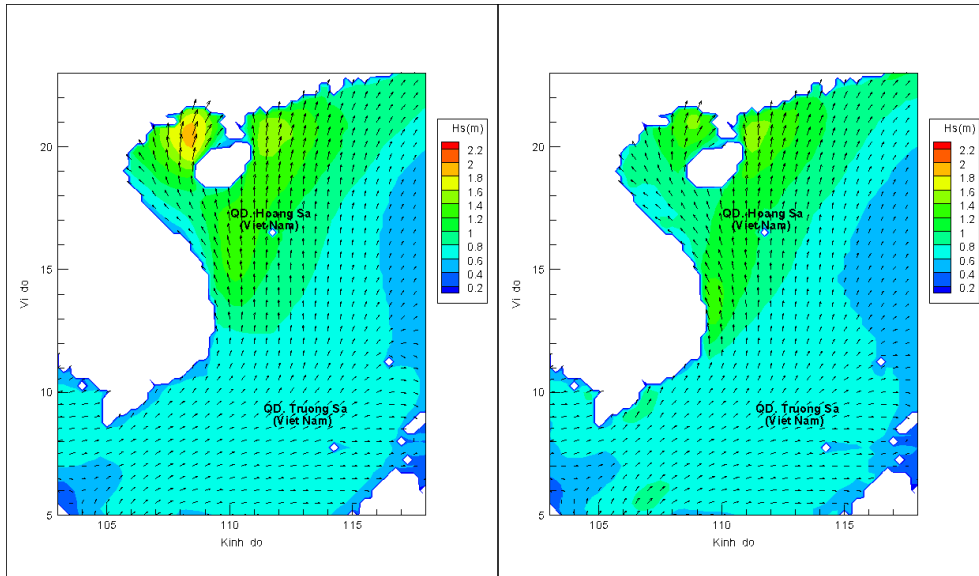 Hs(m)
2.2
2
1.8
1.6
1.4
1.2
1
0.8
0.6
0.4
0.2
QD. Hoang Sa
(Viet Nam)
QD. Truong Sa
(Viet Nam)
20
15
10
5
Vi do
105
110
115
Kinh do
Hs(m)
2.2
2
1.8
1.6
1.4
1.2
1
0.8
0.6
0.4
0.2
QD. Hoang Sa
(Viet Nam)
QD. Truong Sa
(Viet Nam)
20
15
10
5
Vi do
105
110
115
Kinh do